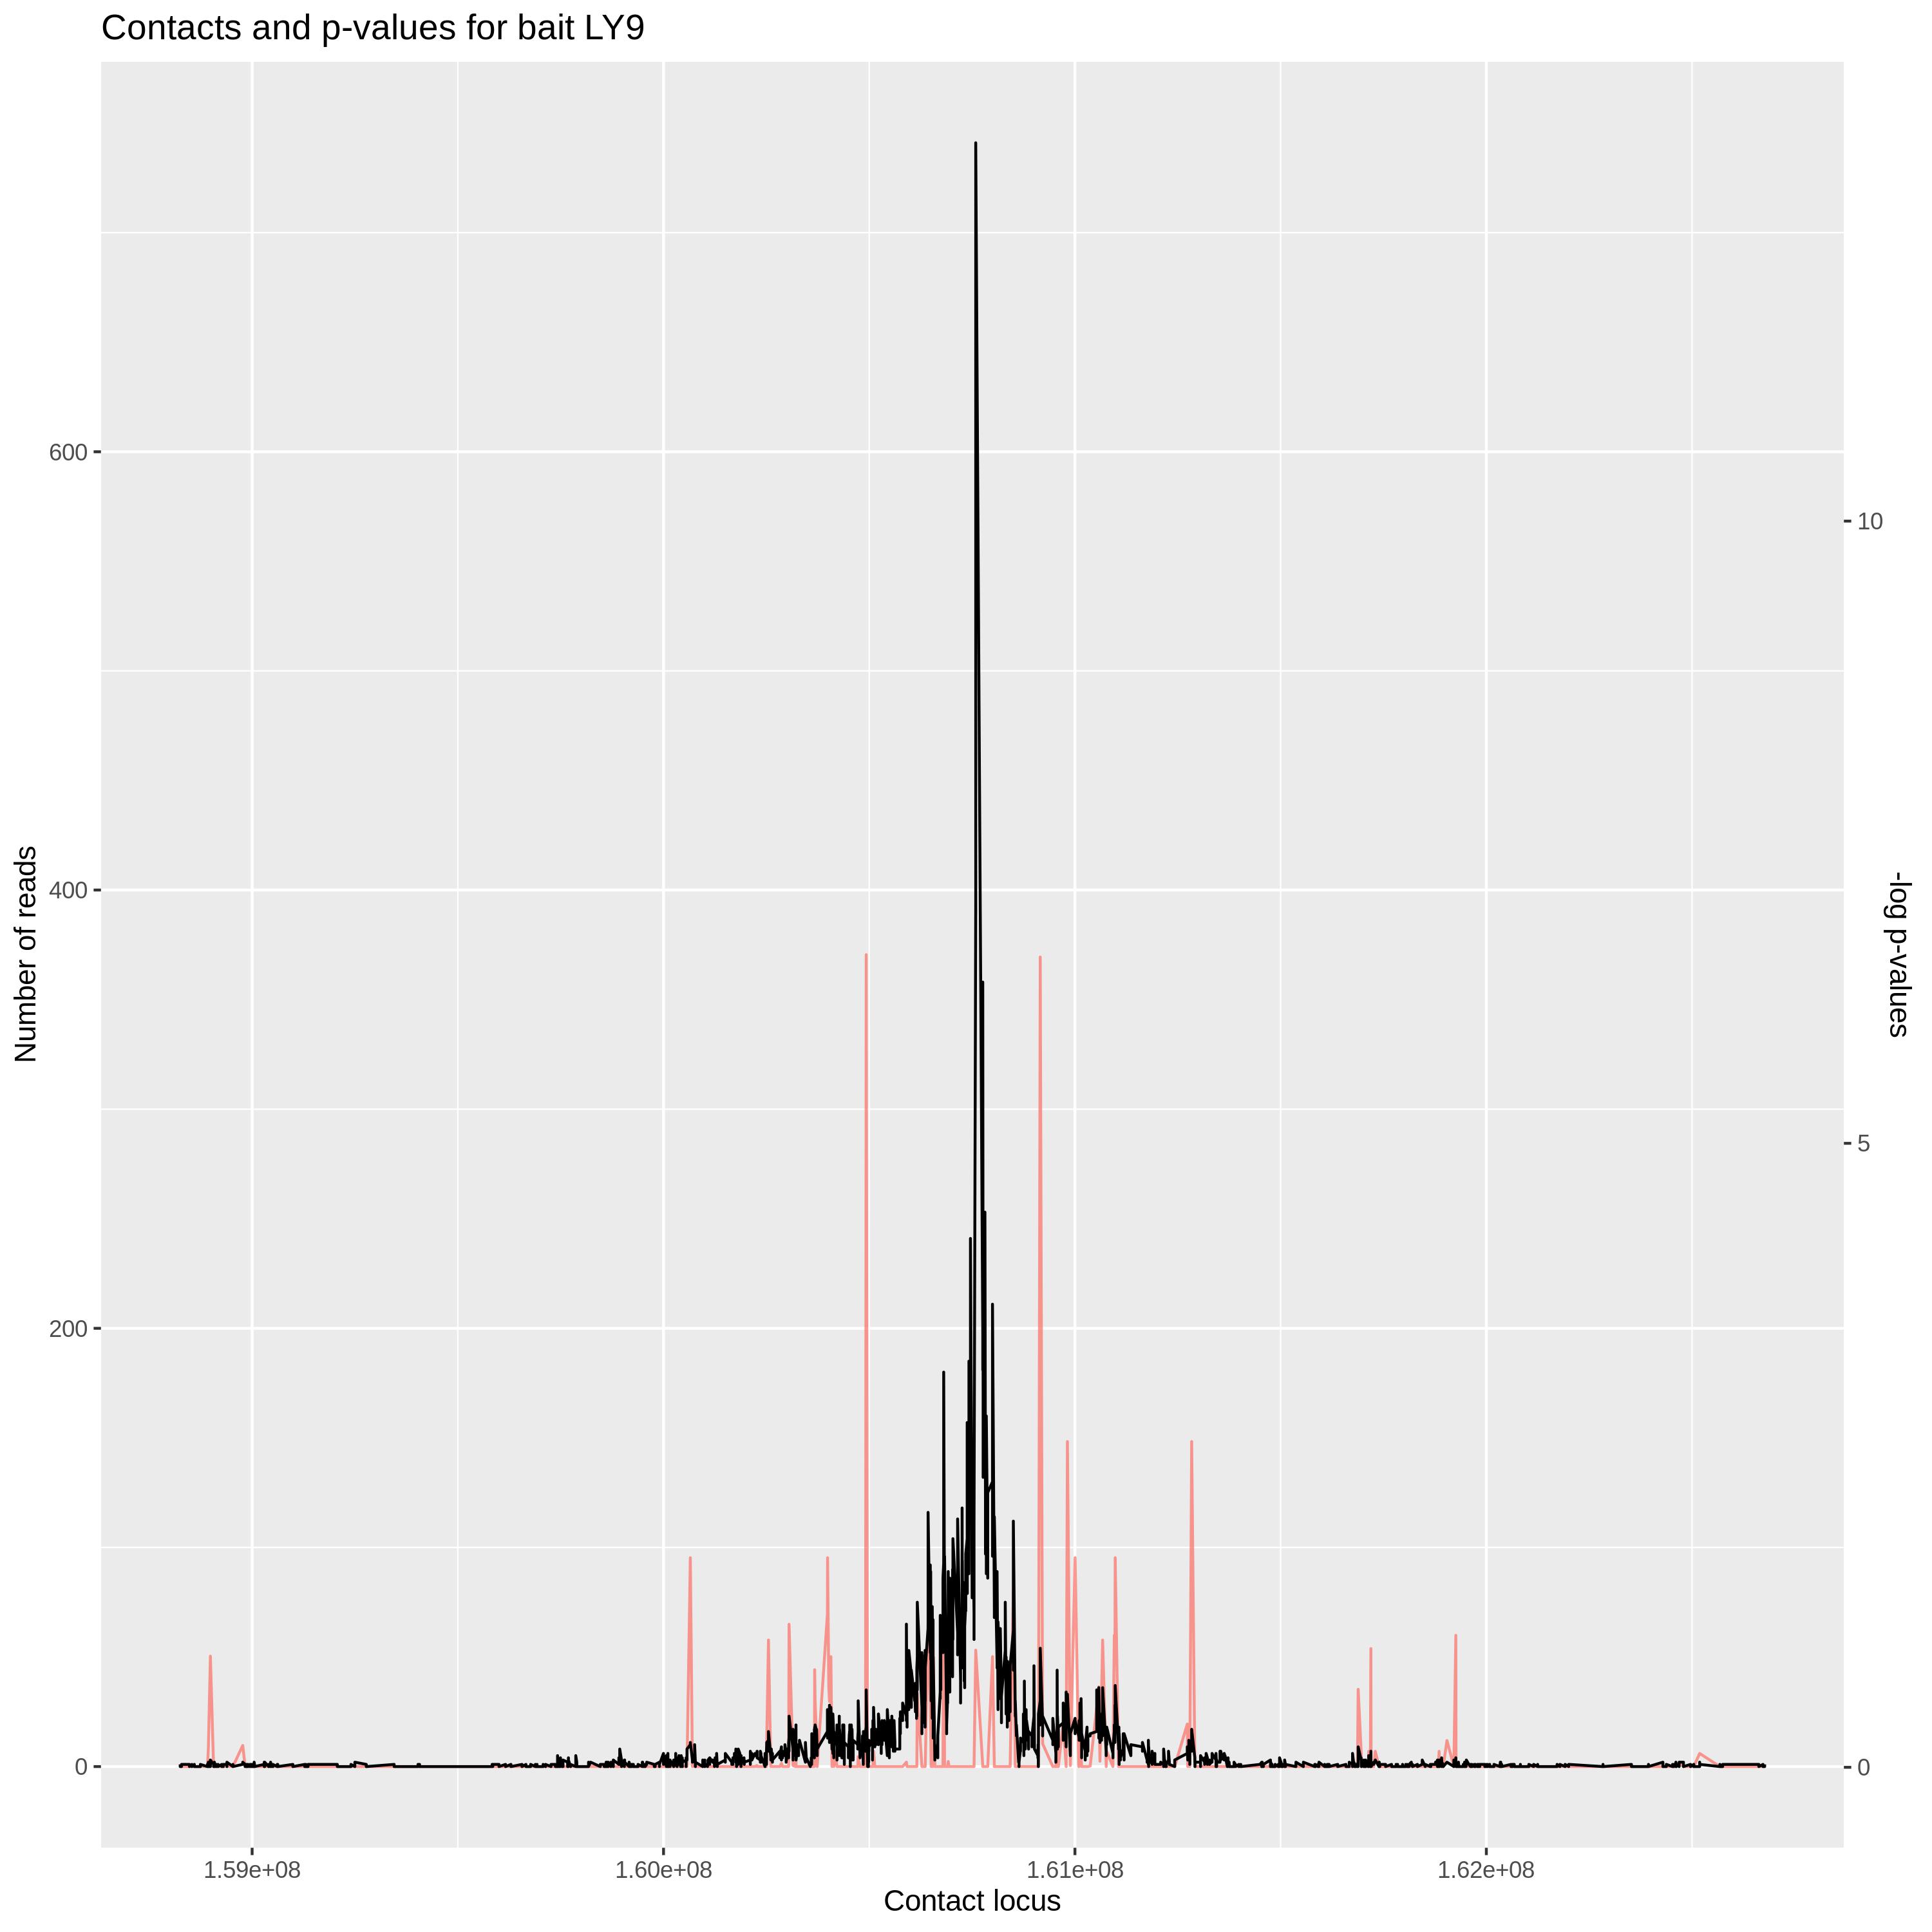 Contacts and p-values for bait LY9
600
400
200
0
Number of reads
10
5
0
-log p-values
1.59e+08
1.60e+08
1.61e+08
1.62e+08
Contact locus